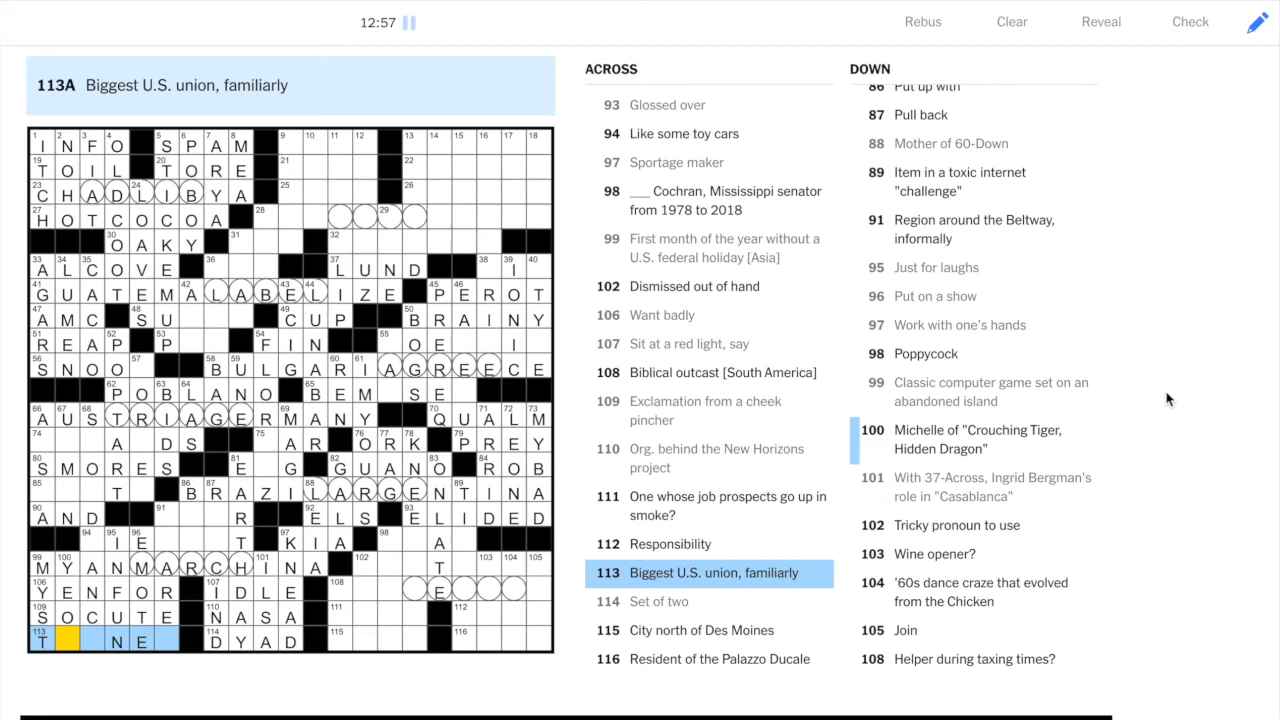 12:57
Rebus Clear Reveal Check
113A Biggest U.S. union, familiarly
ACROSS
93 Glossed over
94 Like some toy cars
97 Sportage maker
98 ___ Cochran, Mississippi senator
from 1978 to 2018
99 First month of the year without a
U.S. federal holiday [Asia]
102 Dismissed out of hand
106 Want badly
107 Sit at a red light, say
108 Biblical outcast [South America]
109 Exclamation from a cheek
pincher
110 Org. behind the New Horizons
project
111 One whose job prospects go up in
smoke?
112 Responsibility
113 Biggest U.S. union, familiarly
114 Set of two
115 City north of Des Moines
116 Resident of the Palazzo Ducale
DOWN
86 Put up with
87 Pull back
88 Mother of 60-Down
89 Item in a toxic internet
"challenge"
91 Region around the Beltway,
informally
95 Just for laughs
96 Put on a show
97 Work with one's hands
98 Poppycock
99 Classic computer game set on an
abandoned island
100 Michelle of "Crouching Tiger,
Hidden Dragon"
101 With 37-Across, Ingrid Bergman's
role in "Casablanca"
102 Tricky pronoun to use
103 Wine opener?
104 '60s dance craze that evolved
from the Chicken
105 Join
108 Helper during taxing times?
I N F O S P A M
T O I L T O R E
C H A D L I B Y A
H O T C O C O A
O A K Y
A L C O V E L U N D I
G U A T E M A L A B E L I Z E P E R O T
A M C S U C U P B R A I N Y
R E A P P F I N O E I
S N O O B U L G A R I A G R E E C E
P O B L A N O B E M S E
A U S T R I A G E R M A N Y Q U A L M
A D S A R O R K P R E Y
S M O R E S E G G U A N O R O B
T B R A Z I L A R G E N T I N A
A N D R E L S E L I D E D
I E T K I A A
M Y A N M A R C H I N A T
Y E N F O R I D L E E
S O C U T E N A S A
T N E D Y A D